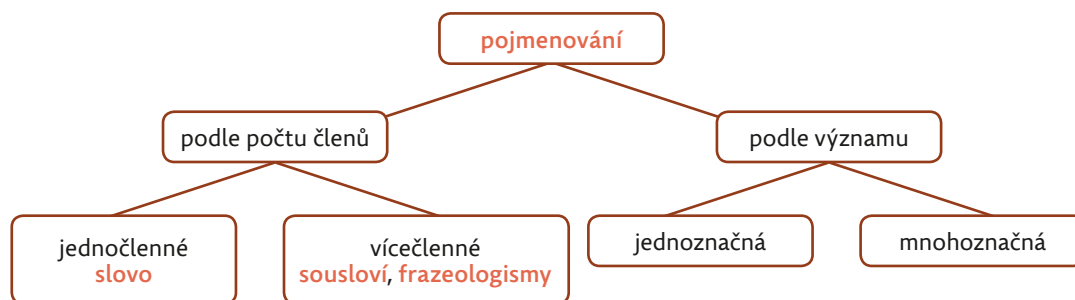 pojmenování
podle počtu členů
podle významu
jednočlenné
slovo
vícečlenné
sousloví, frazeologismy
jednoznačná
mnohoznačná